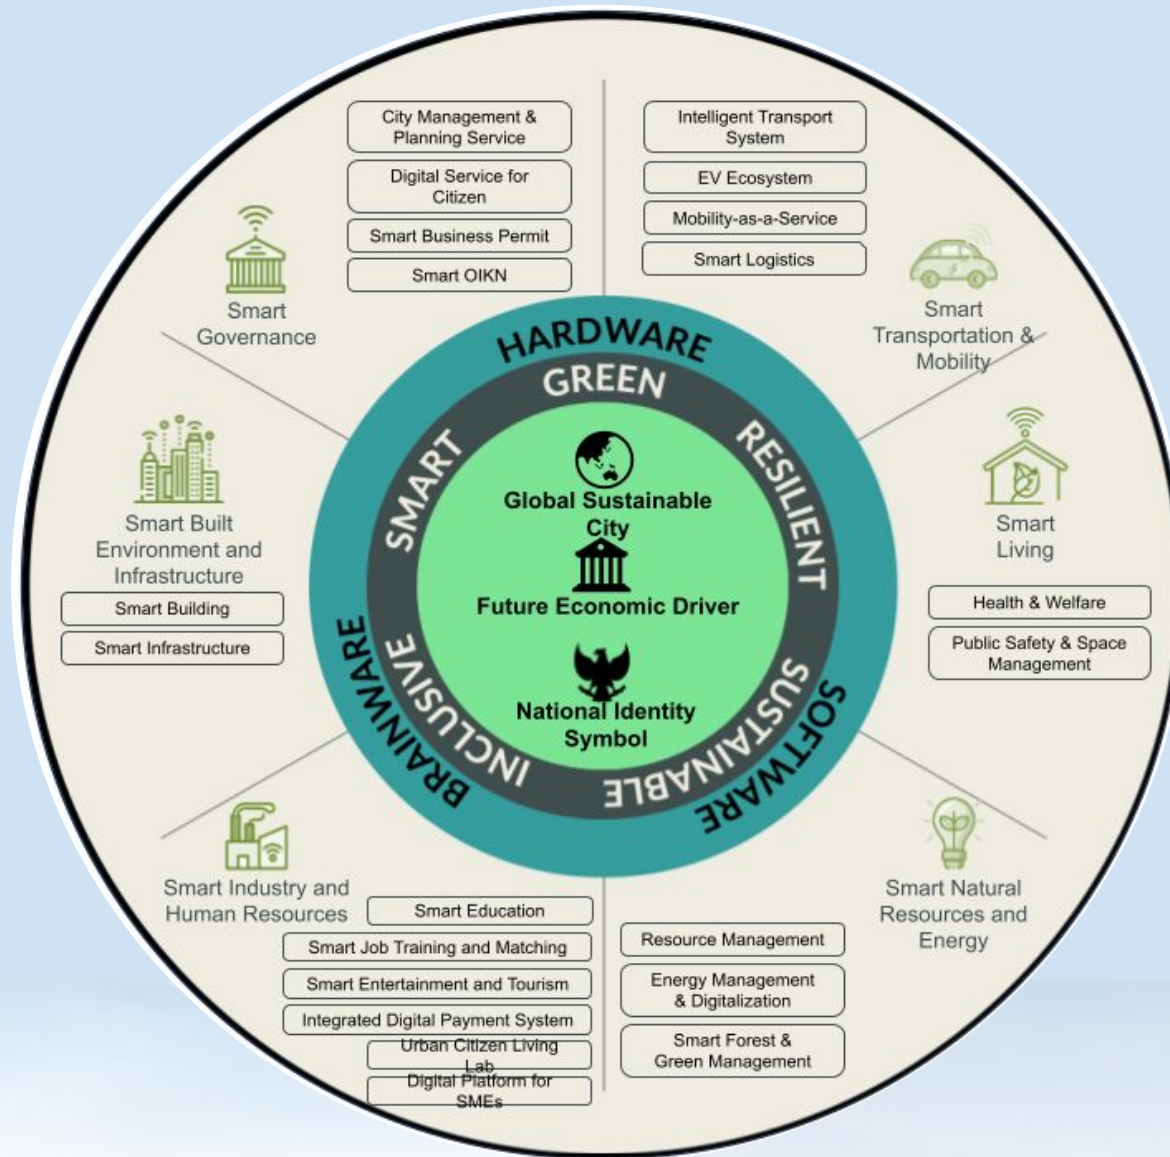 City Management &
Planning Service
Digital Service for
Citizen
Smart Business Permit
Smart OIKN
Smart
Governance
Intelligent Transport
System
EV Ecosystem
Mobility-as-a-Service
Smart Logistics
Smart
Transportation &
Mobility
HARDWARE
GREEN
SMART
RESILIENT
Global Sustainable
City
Future Economic Driver
National Identity
Symbol
BRAINWARE
INCLUSIVE
SUSTAINABLE
SOFTWARE
Smart Built
Environment and
Infrastructure
Smart Building
Smart Infrastructure
Smart
Living
Health & Welfare
Public Safety & Space
Management
Smart Industry and
Human Resources
Smart Education
Smart Job Training and Matching
Smart Entertainment and Tourism
Integrated Digital Payment System
Urban Citizen Living
Lab
Digital Platform for
SMEs
Smart Natural
Resources and
Energy
Resource Management
Energy Management
& Digitalization
Smart Forest &
Green Management